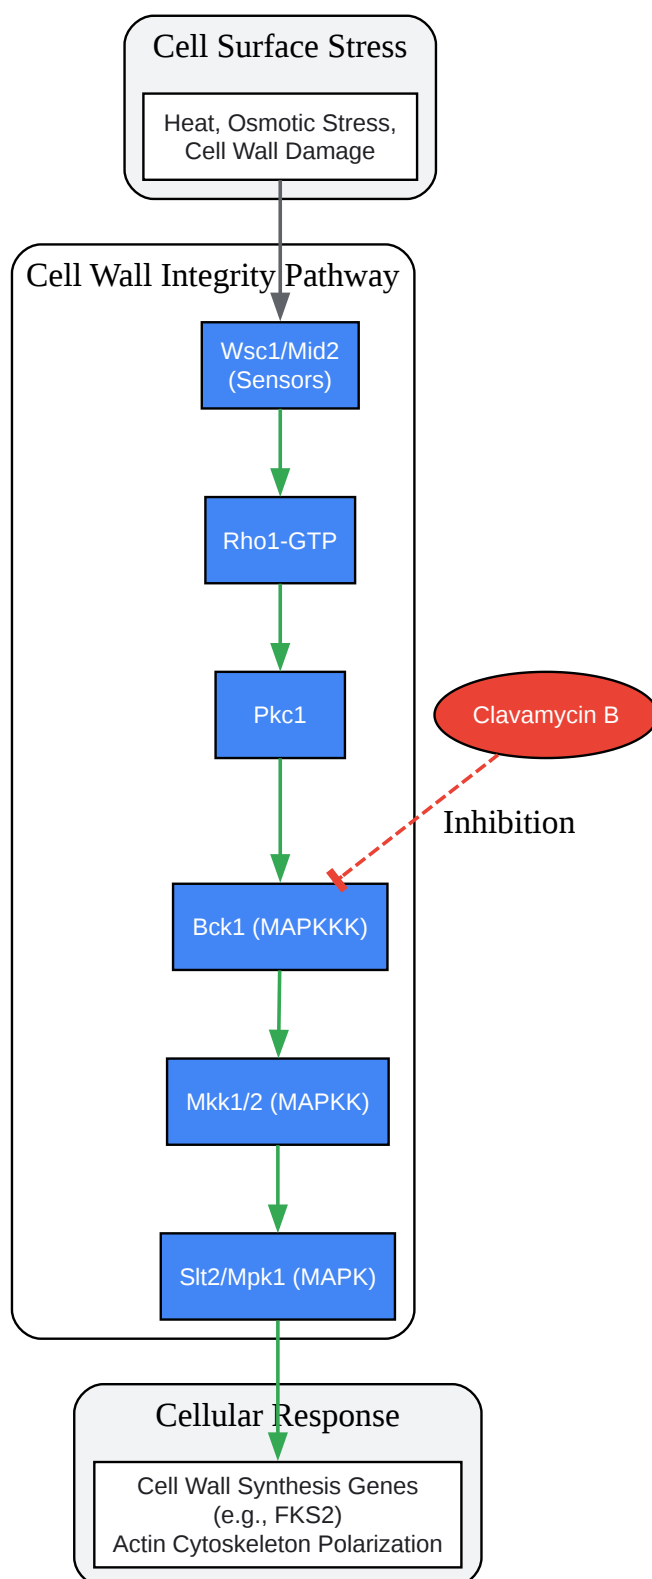 Cell Surface Stress
Heat, Osmotic Stress,
Cell Wall Damage
Cell Wall Integrity Pathway
Wsc1/Mid2
(Sensors)
Rho1-GTP
Pkc1
Clavamycin B
Inhibition
Bck1 (MAPKKK)
Mkk1/2 (MAPKK)
Slt2/Mpk1 (MAPK)
Cellular Response
Cell Wall Synthesis Genes
(e.g., FKS2)
Actin Cytoskeleton Polarization